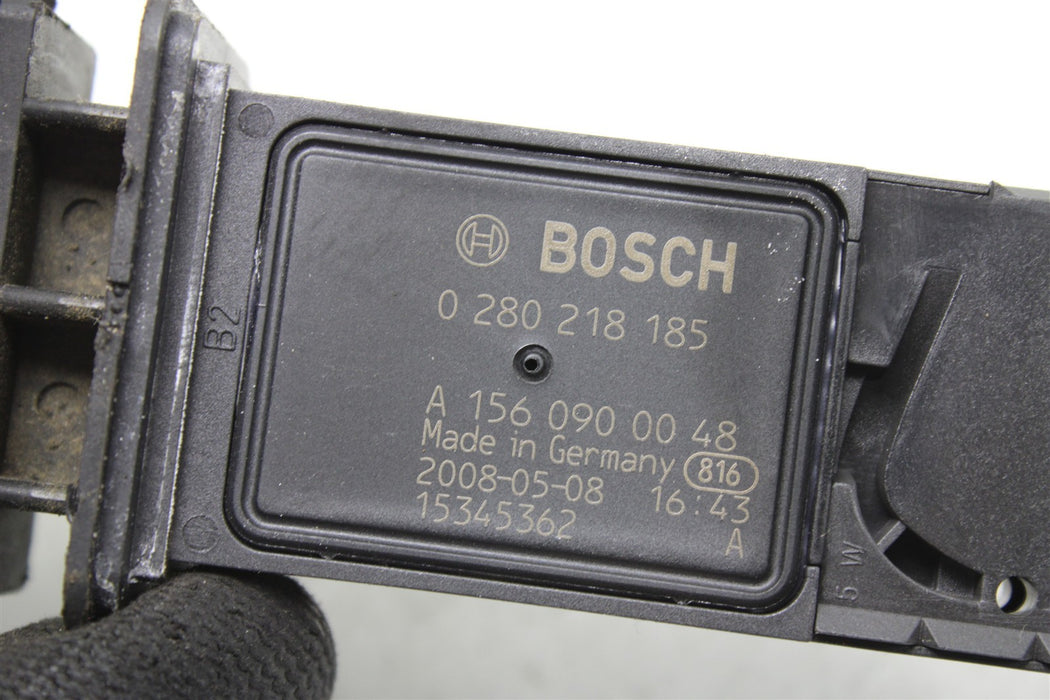 BOSCH
0 280 218 185
A 156 090 00 48
Made in Germany 816
2008-05-08 16:43
15345362 A
B2
5 W